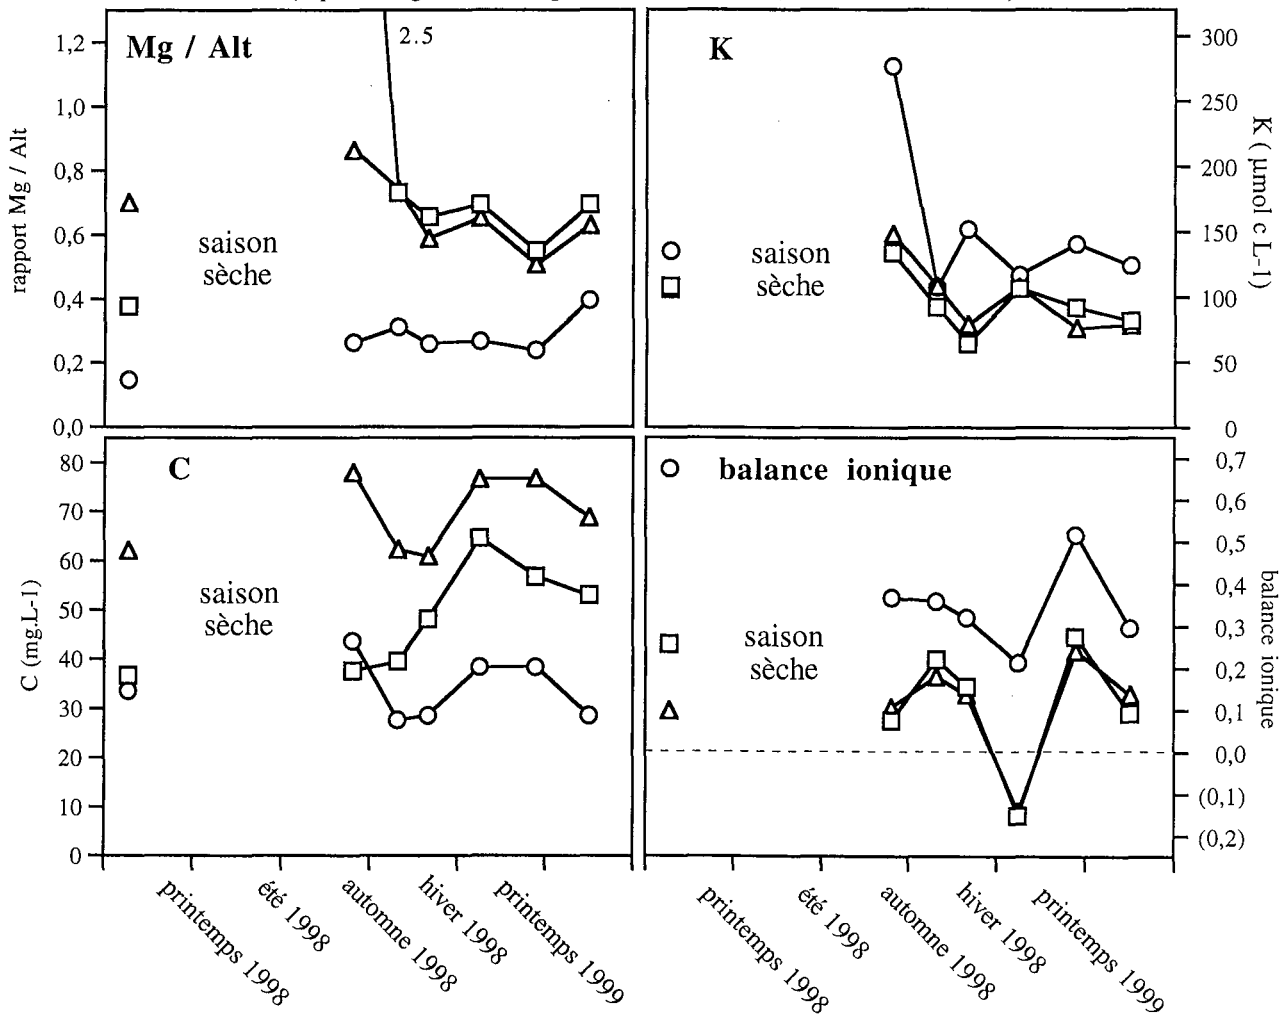 Mg / Alt
2.5
1,2
1,0
0,8
0,6
0,4
0,2
0,0
rapport Mg / Alt
saison
sèche
K
300
250
200
150
100
50
0
K ( µmol c L-1)
saison
sèche
C
80
70
60
50
40
30
20
10
0
C (mg.L-1)
saison
sèche
balance ionique
0,7
0,6
0,5
0,4
0,3
0,2
0,1
0,0
(0,1)
(0,2)
balance ionique
saison
sèche
printemps 1998
été 1998
automne 1998
hiver 1998
printemps 1999
printemps 1998
été 1998
automne 1998
hiver 1998
printemps 1999